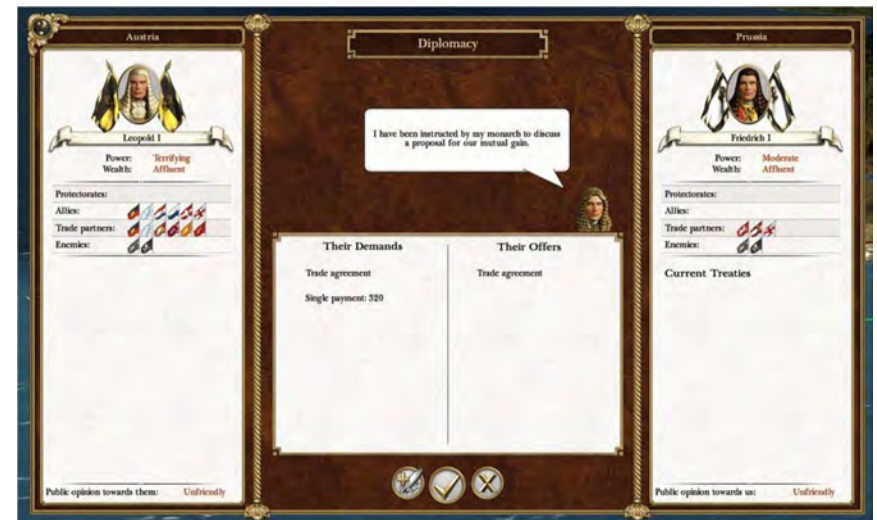 Austria
Diplomacy
Prussia
I have been instructed by my monarch to discuss
a proposal for our mutual gain.
Leopold I
Power: Terrifying
Wealth: Affluent
Protectorates:
Allies:
Trade partners:
Enemies:
Friedrich I
Power: Moderate
Wealth: Affluent
Protectorates:
Allies:
Trade partners:
Enemies:
Current Treaties
Their Demands
Trade agreement
Single payment: 320
Their Offers
Trade agreement
Public opinion towards them: Unfriendly
Public opinion towards us: Unfriendly